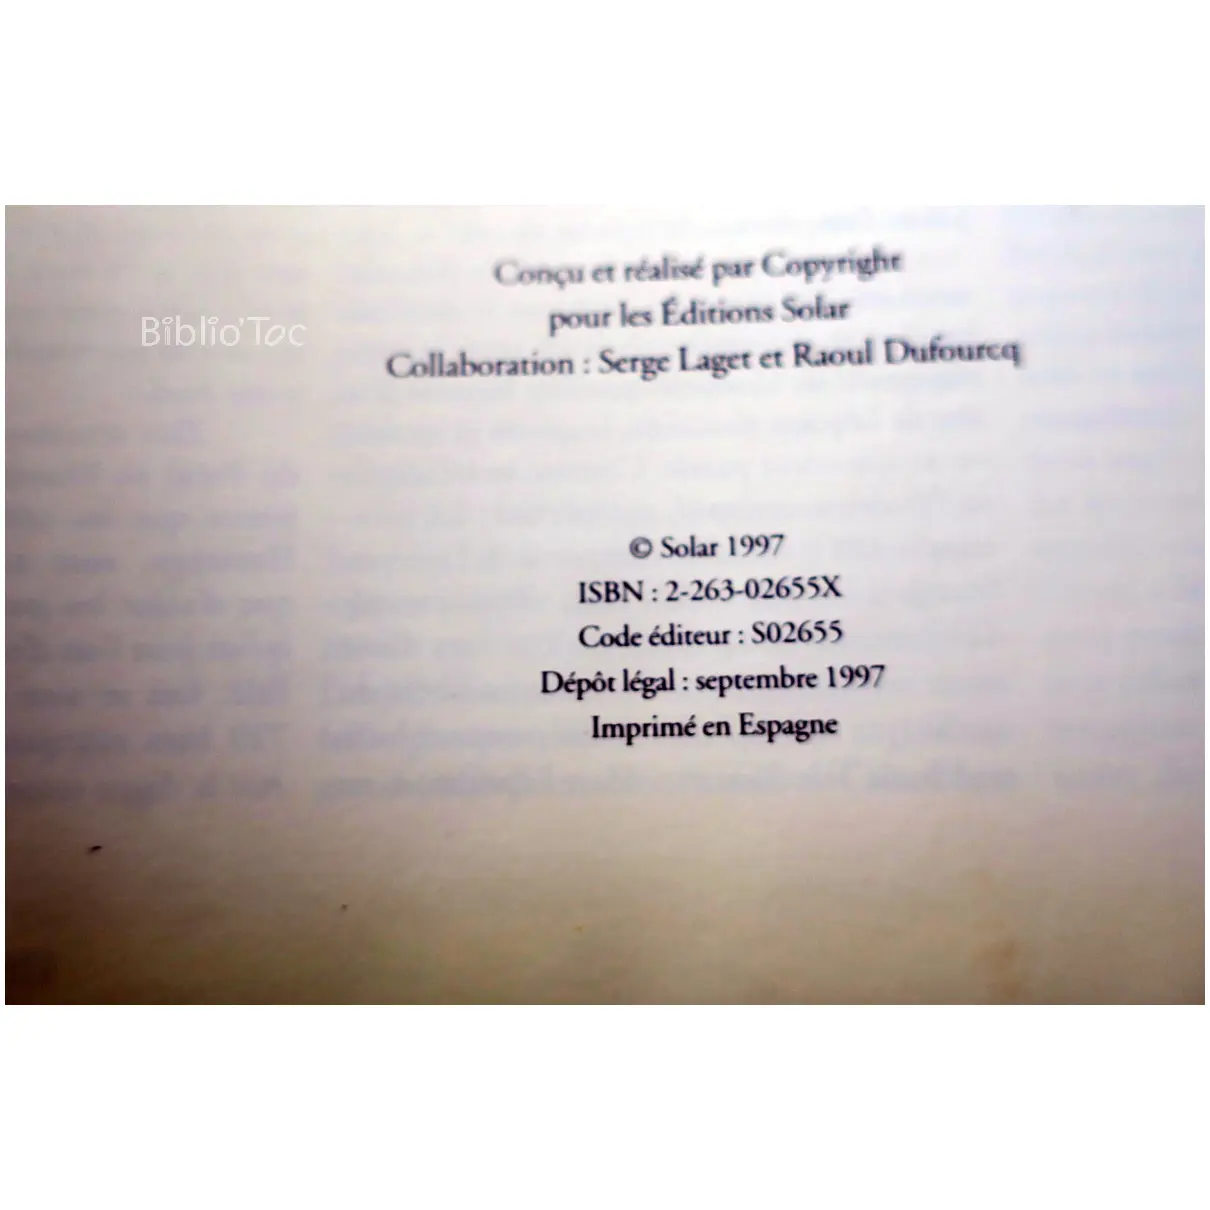 Conçu et réalisé par Copyright
pour les Éditions Solar
Biblio'Toc
Collaboration : Serge Laget et Raoul Dufourcq
© Solar 1997
ISBN : 2-263-02655X
Code éditeur : S02655
Dépôt légal : septembre 1997
Imprimé en Espagne